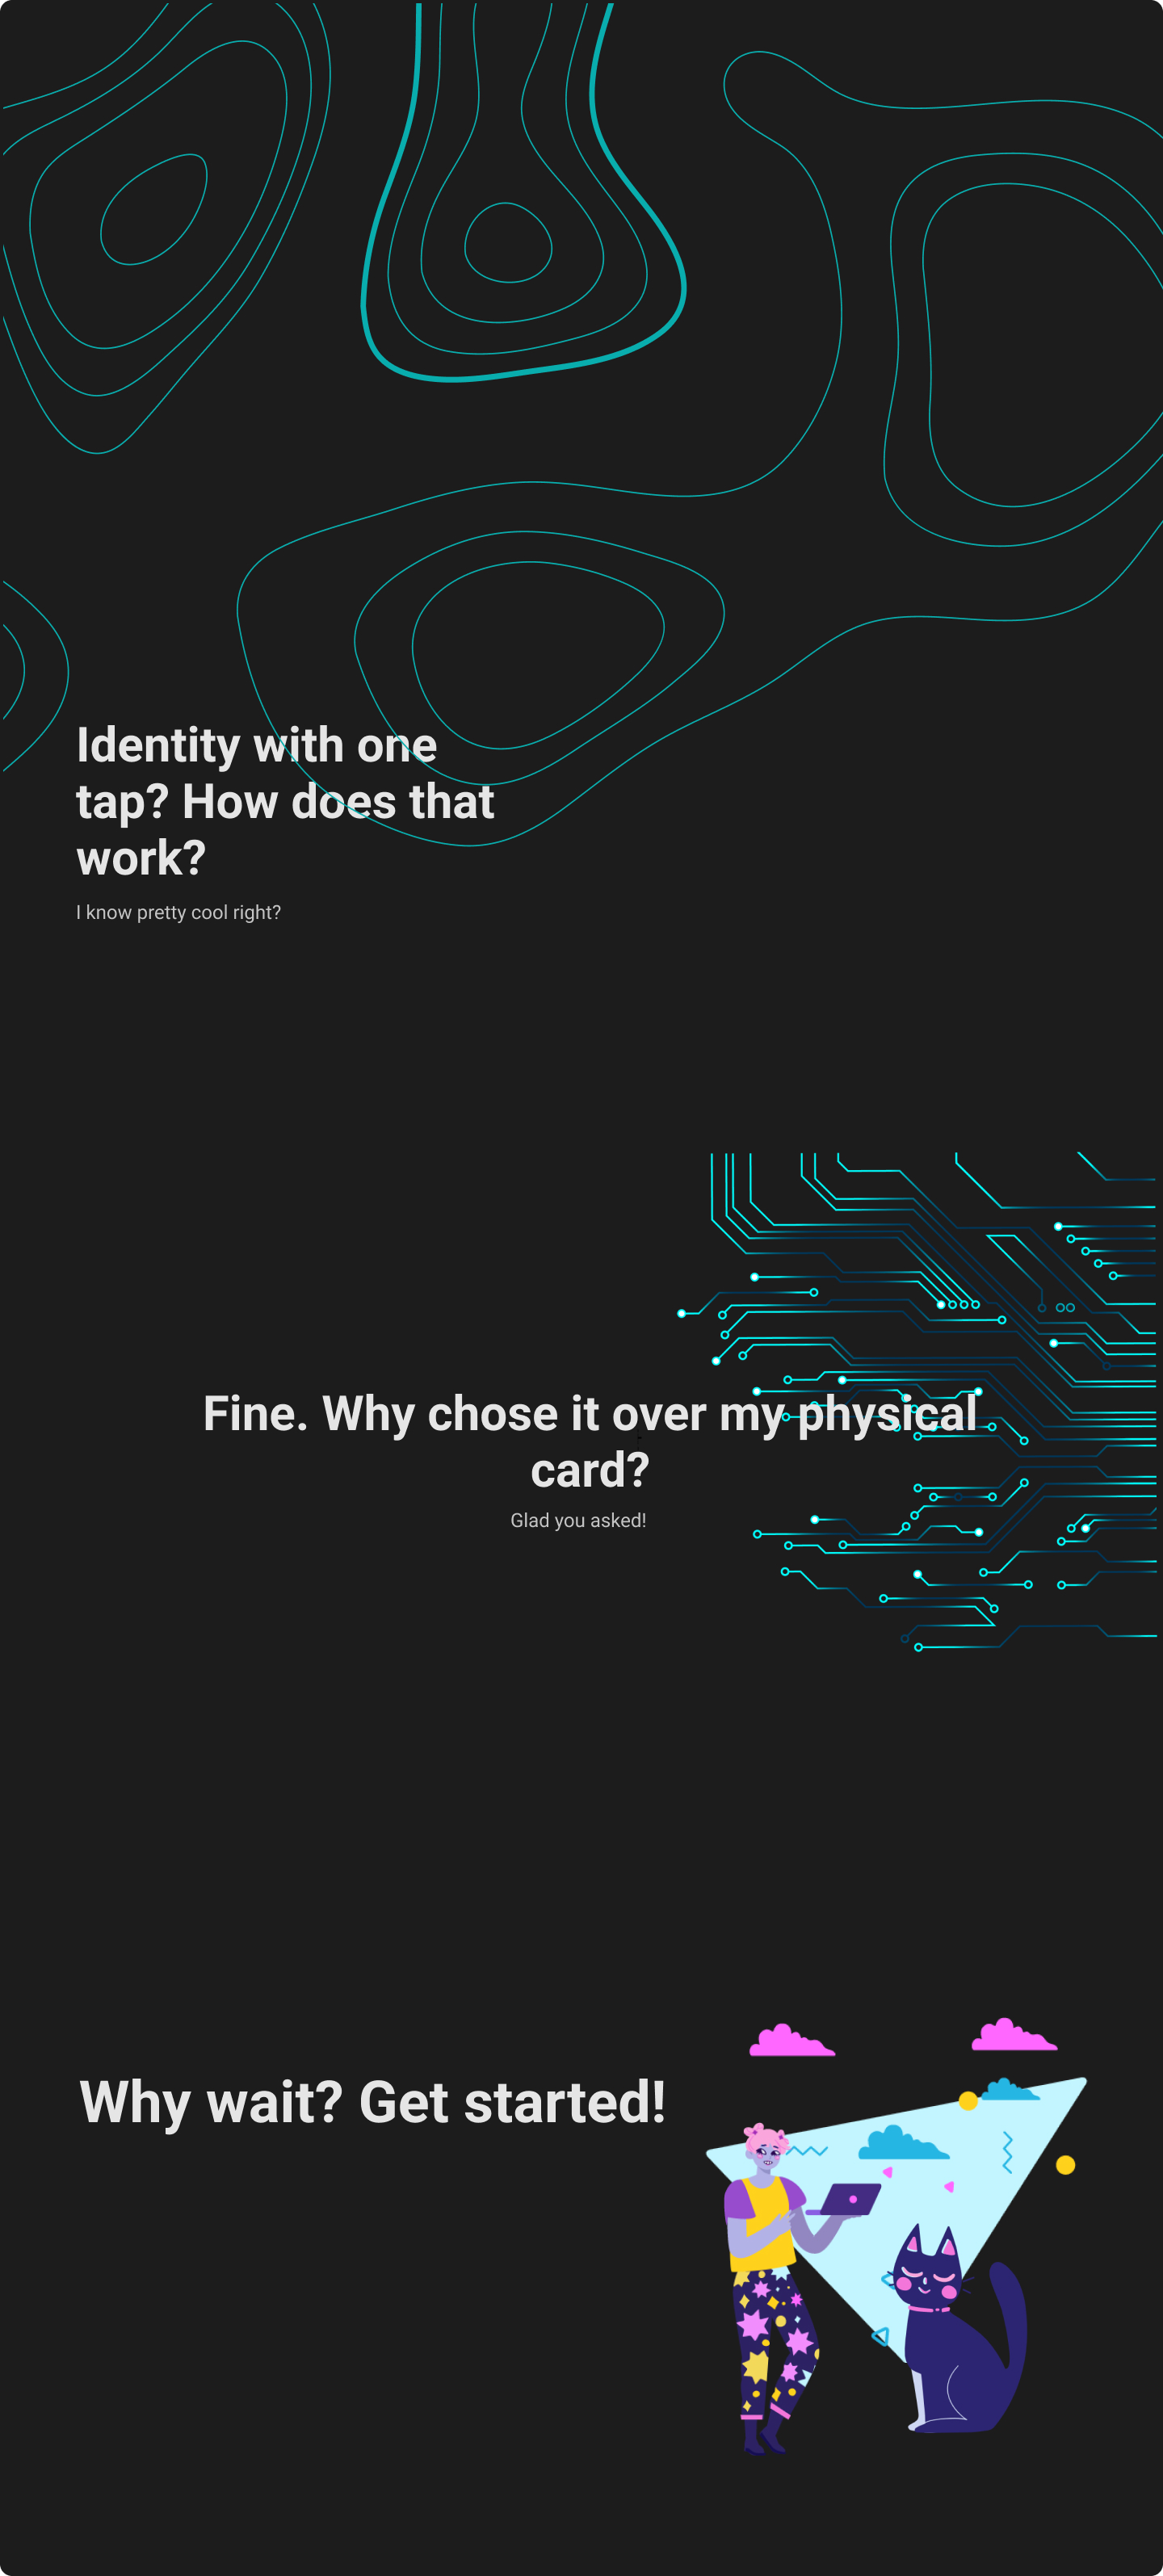 Identity with one
tap? How does that
work?
I know pretty cool right?
Fine. Why chose it over my physical
card?
Glad you asked!
Why wait? Get started!